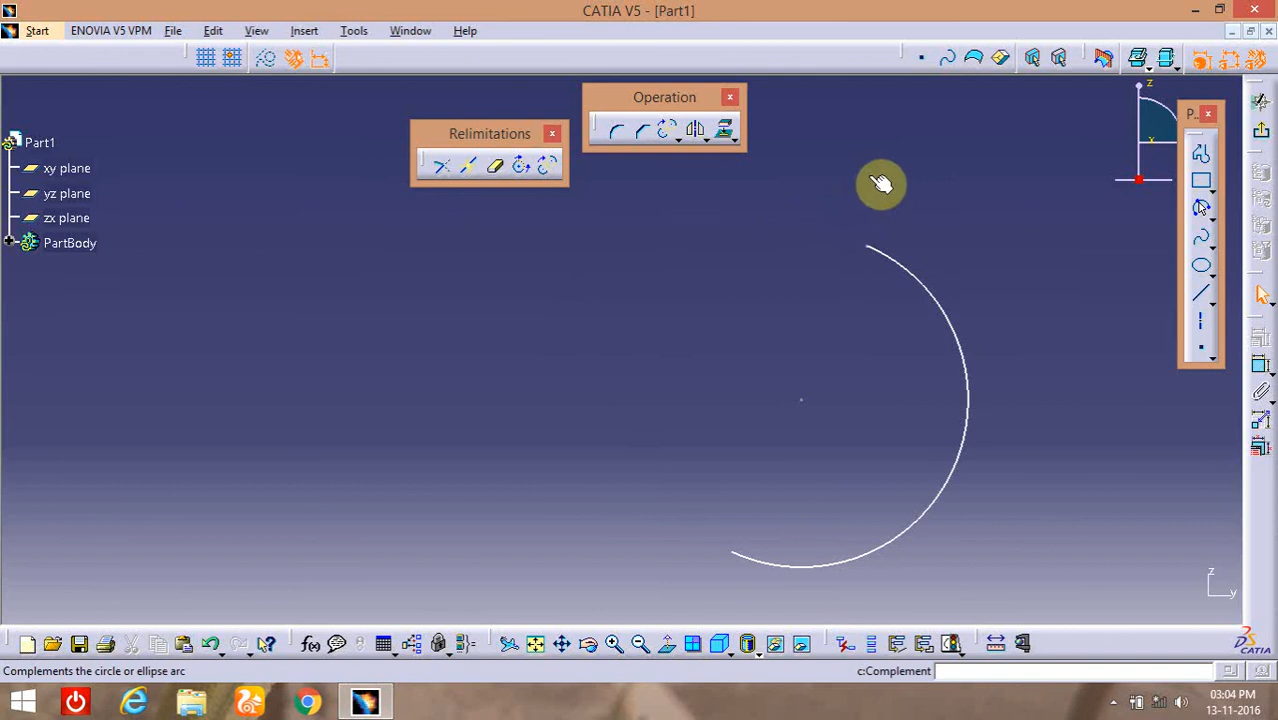 CATIA V5 - [Part1]
Start ENOVIA V5 VPM File Edit View Insert Tools Window Help
Operation
Relimitations
P..
Part1
xy plane
yz plane
zx plane
PartBody
z
y
z
y
f(x)
CATIA
Complements the circle or ellipse arc
c:Complement
03:04 PM
13-11-2016